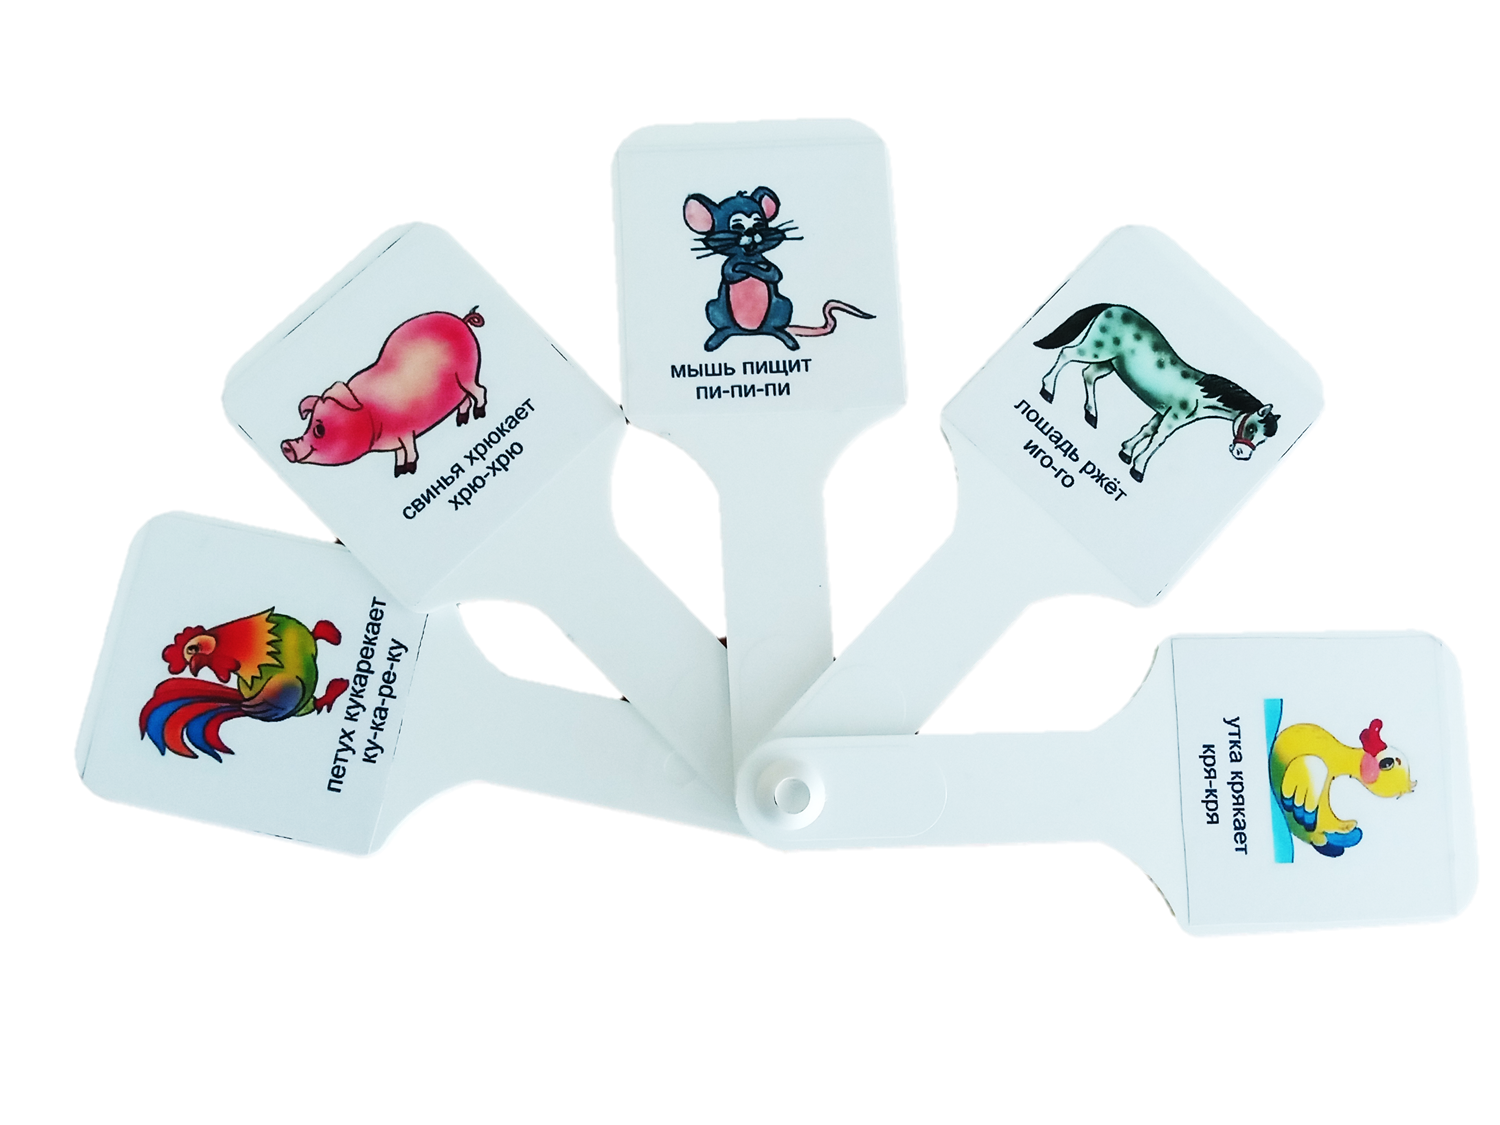 петух кукарекает
ку-ка-ре-ку
свинья хрюкает
хрю-хрю
мышь пищит
пи-пи-пи
лошадь ржёт
иго-го
утка крякает
кря-кря